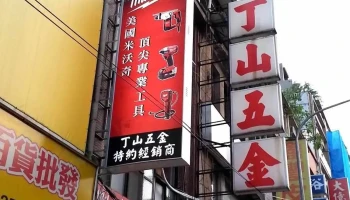 美國米沃奇
頂尖專業工具
丁山五金
特約經銷商
丁山五金
百貨批發
谷